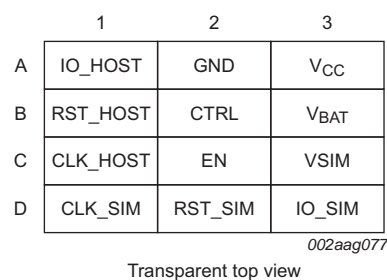 1 2 3
A IO_HOST GND VCC
B RST_HOST CTRL VBAT
C CLK_HOST EN VSIM
D CLK_SIM RST_SIM IO_SIM
002aag077
Transparent top view